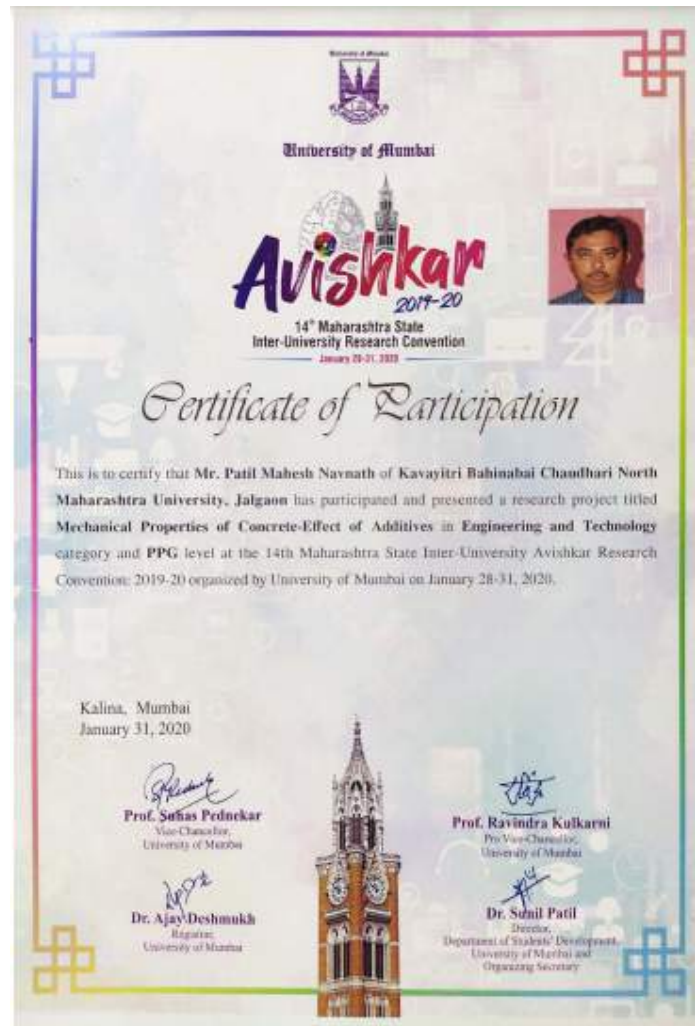 University of Mumbai
University of Mumbai
Avishkar
2019-20
14th Maharashtra State
Inter-University Research Convention
January 28-31, 2020
Certificate of Participation
This is to certify that Mr. Patil Mahesh Navnath of Kavayitri Bahinabai Chaudhari North
Maharashtra University, Jalgaon has participated and presented a research project titled
Mechanical Properties of Concrete-Effect of Additives in Engineering and Technology
category and PPG level at the 14th Maharashtra State Inter-University Avishkar Research
Convention: 2019-20 organized by University of Mumbai on January 28-31, 2020.
Kalina, Mumbai
January 31, 2020
Prof. Suhas Pednekar
Vice-Chancellor,
University of Mumbai
Prof. Ravindra Kulkarni
Pro Vice-Chancellor,
University of Mumbai
Dr. Ajay Deshmukh
Registrar,
University of Mumbai
Dr. Sunil Patil
Director,
Department of Students' Development,
University of Mumbai and
Organizing Secretary